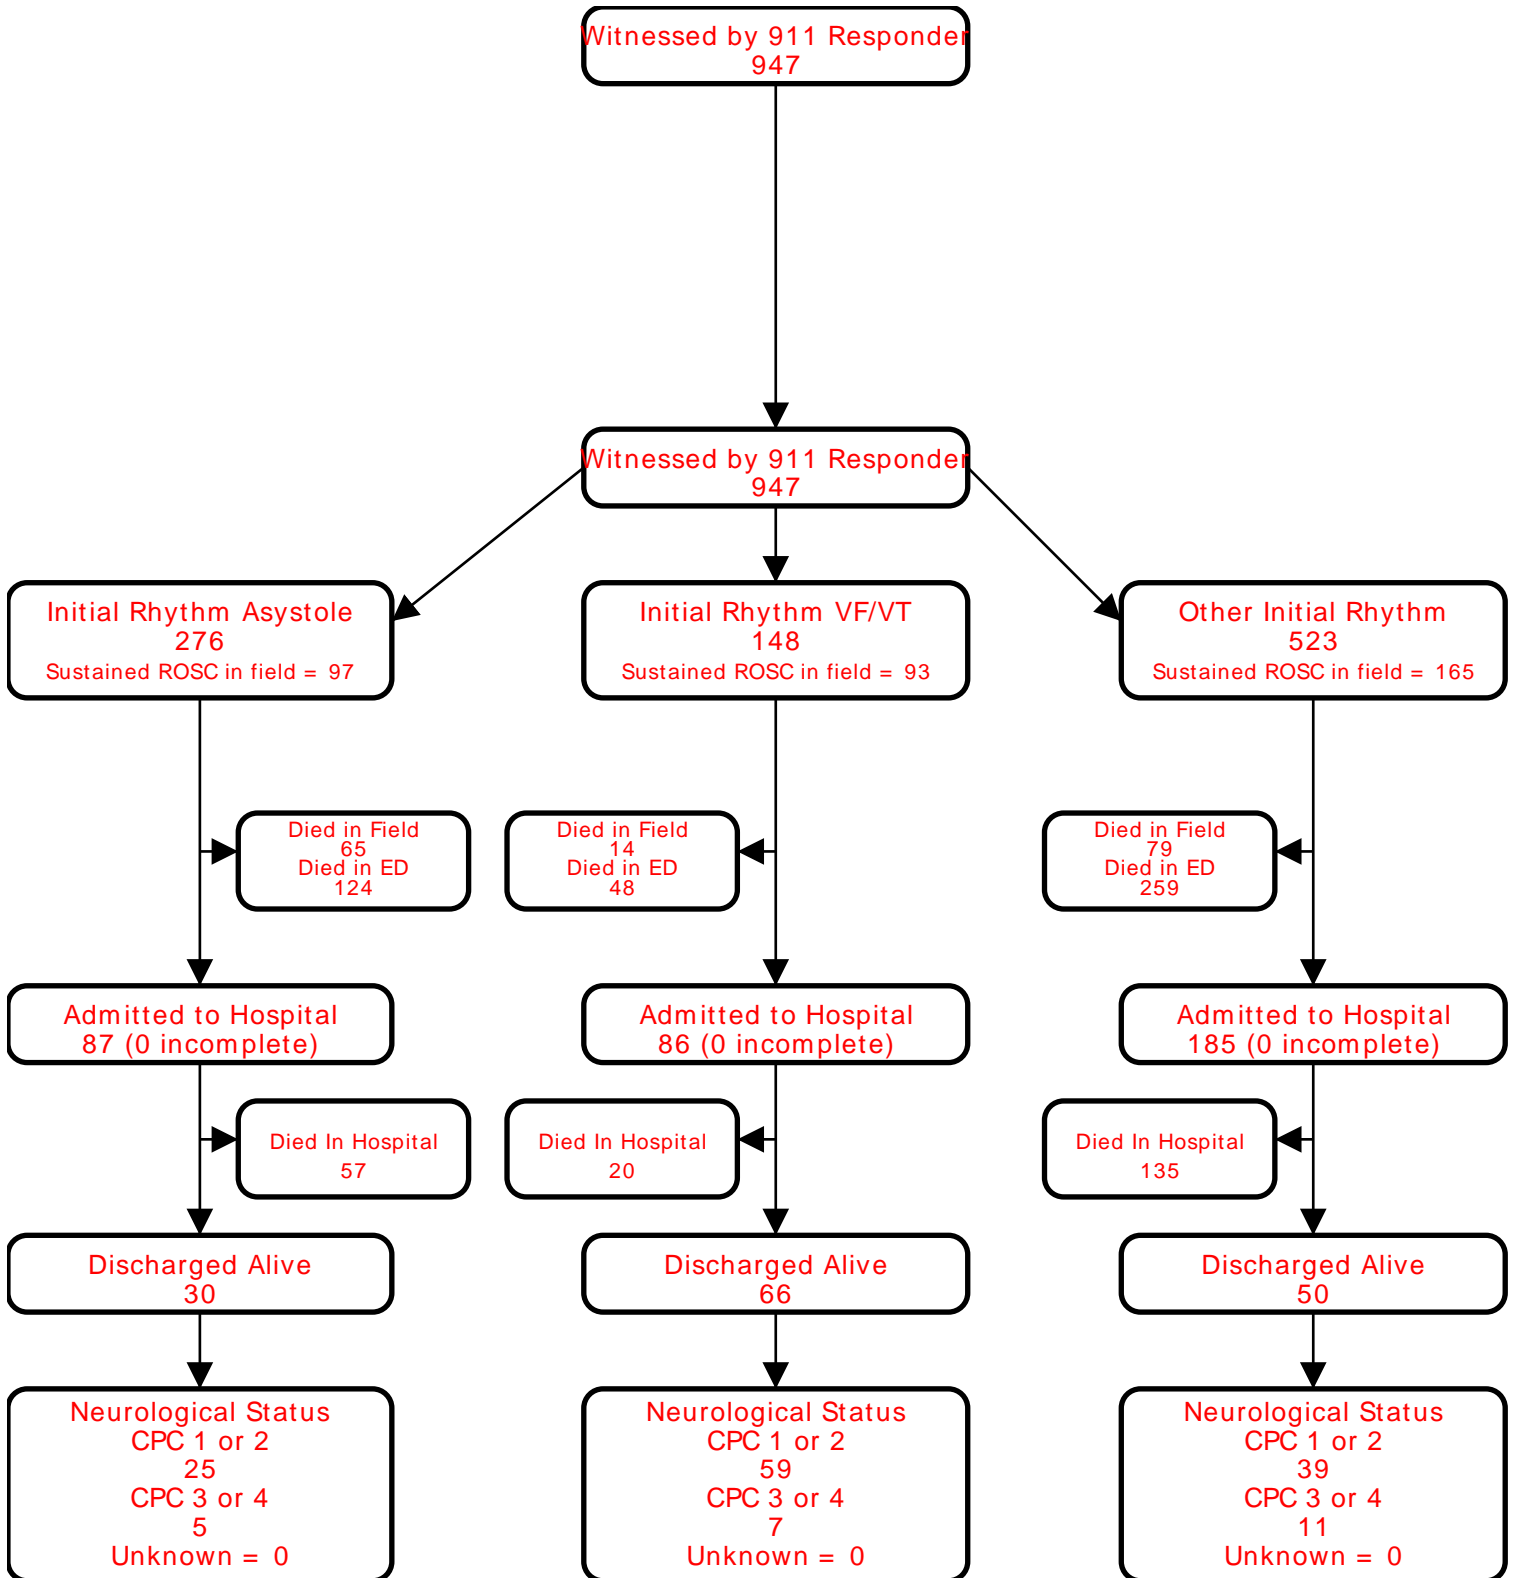 Witnessed by 911 Responder
947
Witnessed by 911 Responder
947
Initial Rhythm Asystole
276
Sustained ROSC in field = 97
Initial Rhythm VF/VT
148
Sustained ROSC in field = 93
Other Initial Rhythm
523
Sustained ROSC in field = 165
Died in Field
65
Died in ED
124
Died in Field
14
Died in ED
48
Died in Field
79
Died in ED
259
Admitted to Hospital
87 (0 incomplete)
Admitted to Hospital
86 (0 incomplete)
Admitted to Hospital
185 (0 incomplete)
Died In Hospital
57
Died In Hospital
20
Died In Hospital
135
Discharged Alive
30
Discharged Alive
66
Discharged Alive
50
Neurological Status
CPC 1 or 2
25
CPC 3 or 4
5
Unknown = 0
Neurological Status
CPC 1 or 2
59
CPC 3 or 4
7
Unknown = 0
Neurological Status
CPC 1 or 2
39
CPC 3 or 4
11
Unknown = 0